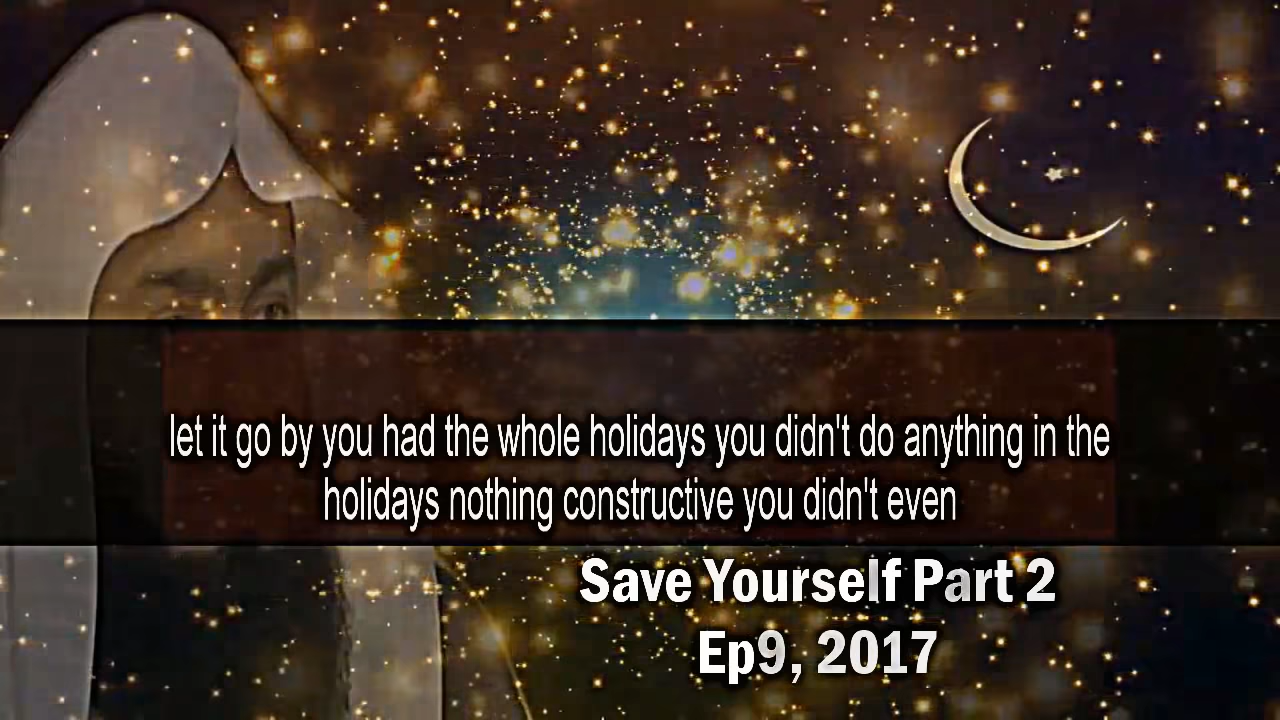 let it go by you had the whole holidays you didn't do anything in the
holidays nothing constructive you didn't even
Save Yourself Part 2
Ep9, 2017